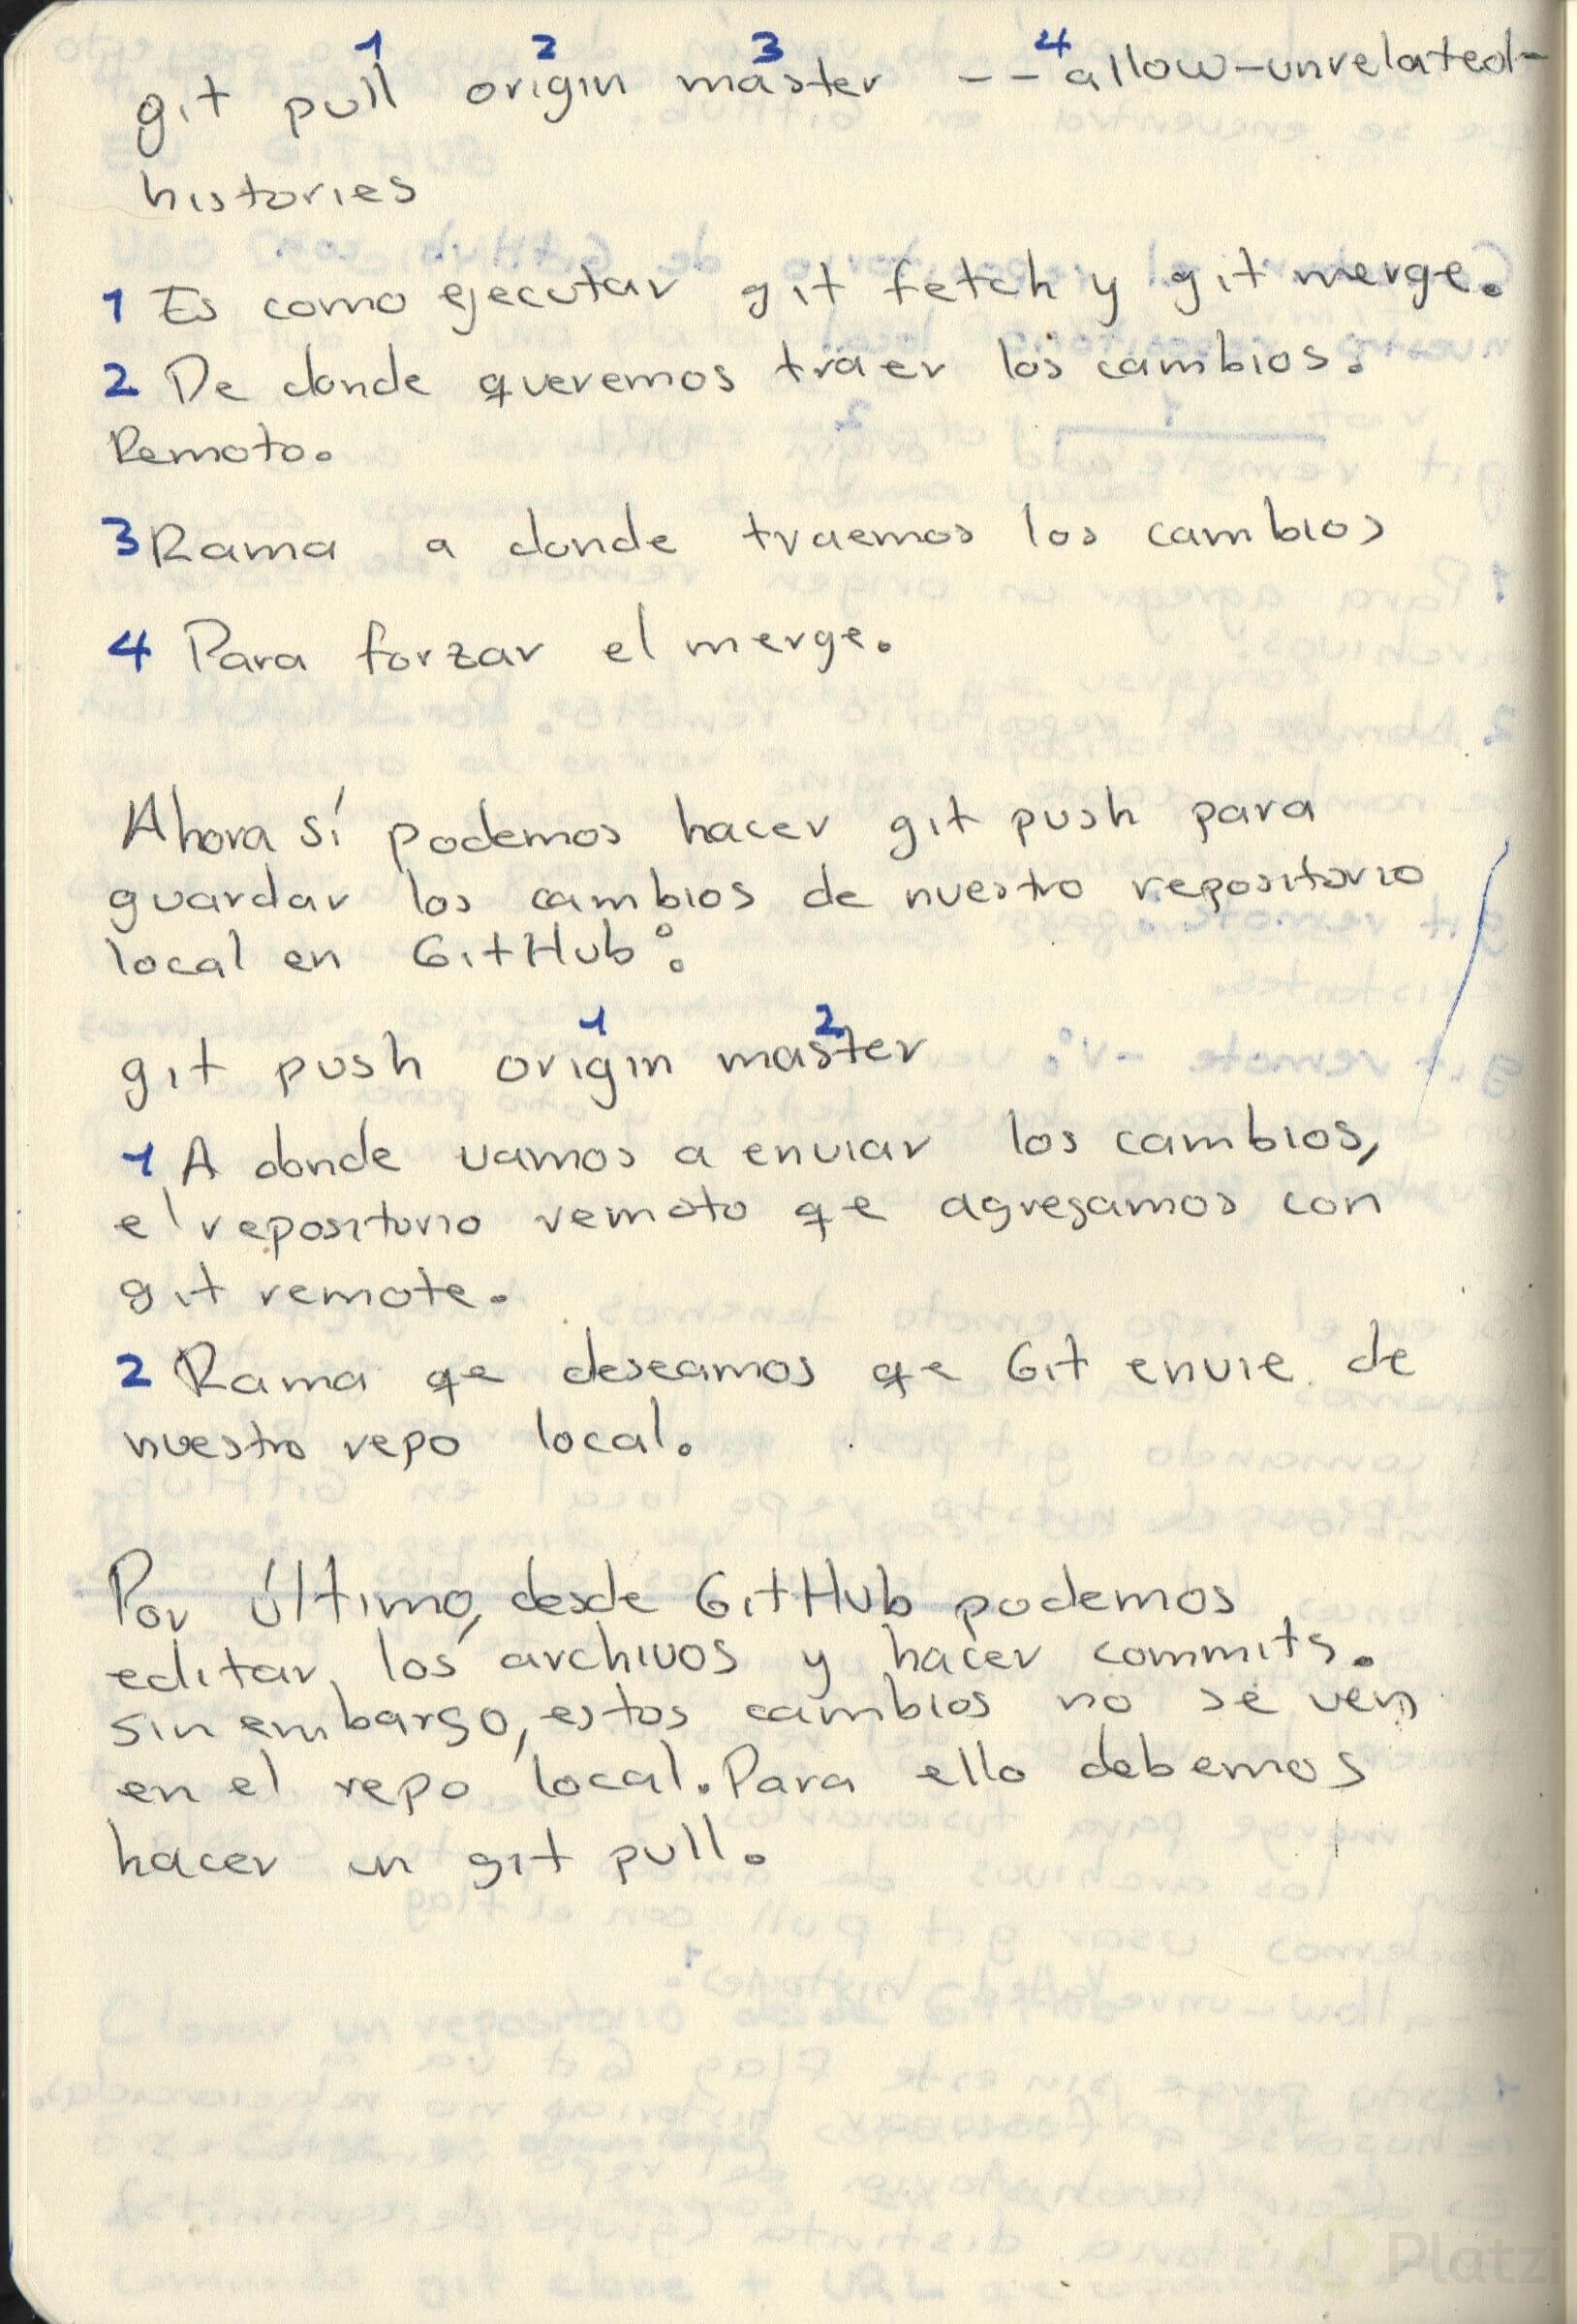 1 2 3 4
git pull origin master --allow-unrelated-
histories
1 Es como ejecutar git fetch y git merge.
2 De donde queremos traer los cambios.
Remoto.
3 Rama a donde traemos los cambios
4 Para forzar el merge.
Ahora sí podemos hacer git push para
guardar los cambios de nuestro repositorio
local en GitHub:
1 2
git push origin master
1 A donde vamos a enviar los cambios,
el repositorio remoto qe agregamos con
git remote.
2 Rama qe deseamos qe Git envie de
nuestro repo local.
Por último, desde GitHub podemos
editar los archivos y hacer commits.
sin embargo, estos cambios no se ven
en el repo local. Para ello debemos
hacer un git pull.
Platzi